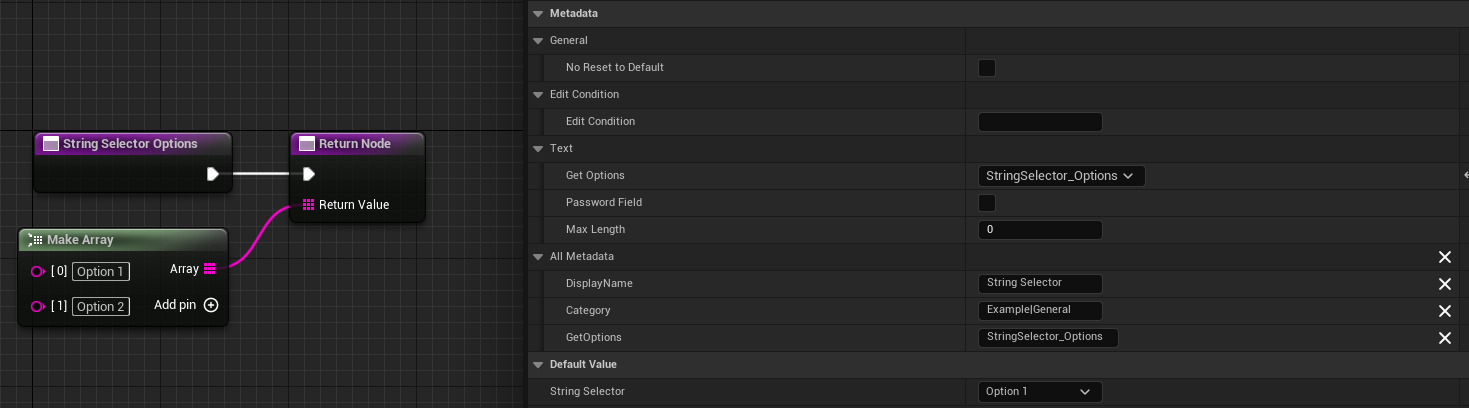 String Selector Options
Return Node
Return Value
Make Array
[0] Option 1 Array
[1] Option 2 Add pin
Metadata
General
No Reset to Default
Edit Condition
Edit Condition
Text
Get Options StringSelector_Options
Password Field
Max Length 0
All Metadata
DisplayName String Selector
Category Example|General
GetOptions StringSelector_Options
Default Value
String Selector Option 1